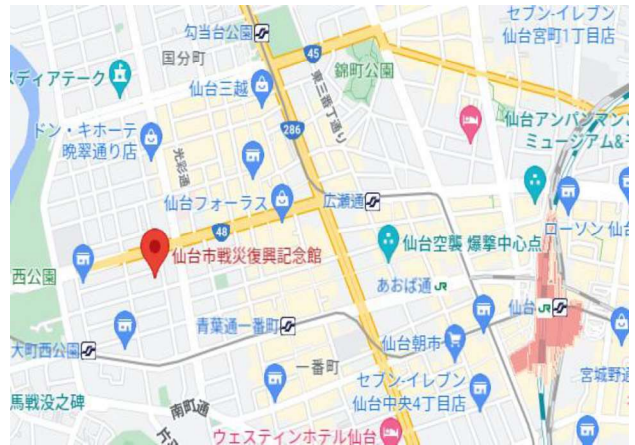 セブン-イレブン
仙台宮町1丁目店
勾当台公園
45
国分町
錦町公園
メディアテーク
仙台三越
東三番丁通り
286
ドン・キホーテ
晩翠通り店
仙台アンパンマンこ
ミュージアム&モ
光彩通
仙台フォーラス
広瀬通
48
仙台空襲 爆撃中心点
ローソン 仙台
仙台市戦災復興記念館
西公園
あおば通
JR
仙台
JR
青葉通一番町
大町西公園
仙台朝市
一番町
宮城野通
セブン-イレブン
仙台中央4丁目店
馬戦没之碑
南町通
ウェスティンホテル仙台